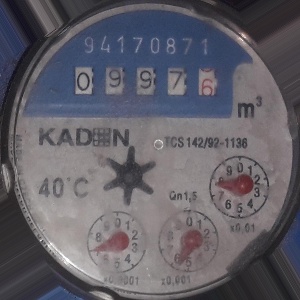 94170871
0 9 9 7 6
m³
KADEN
TCS 142/92-1136
40°C
Qn1,5
x0,01
x0,0001 x0,001